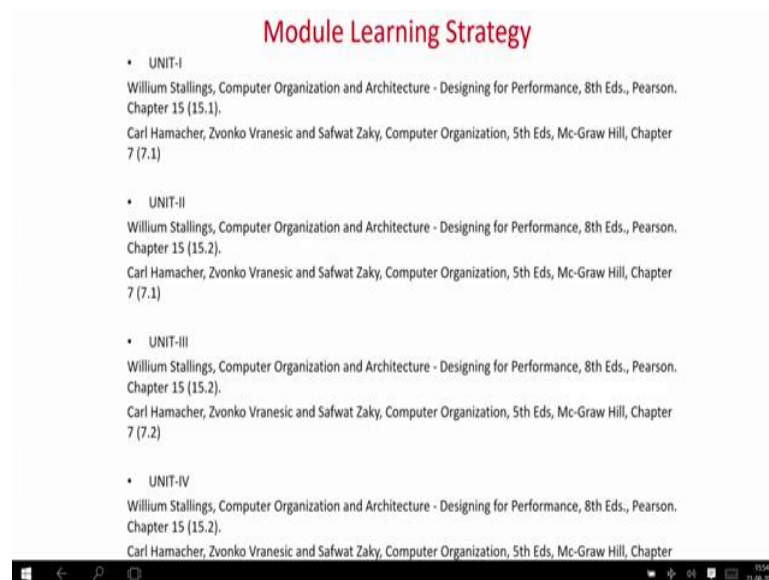 Module Learning Strategy
• UNIT-I
Willium Stallings, Computer Organization and Architecture - Designing for Performance, 8th Eds., Pearson.
Chapter 15 (15.1).
Carl Hamacher, Zvonko Vranesic and Safwat Zaky, Computer Organization, 5th Eds, Mc-Graw Hill, Chapter
7 (7.1)
• UNIT-II
Willium Stallings, Computer Organization and Architecture - Designing for Performance, 8th Eds., Pearson.
Chapter 15 (15.2).
Carl Hamacher, Zvonko Vranesic and Safwat Zaky, Computer Organization, 5th Eds, Mc-Graw Hill, Chapter
7 (7.1)
• UNIT-III
Willium Stallings, Computer Organization and Architecture - Designing for Performance, 8th Eds., Pearson.
Chapter 15 (15.2).
Carl Hamacher, Zvonko Vranesic and Safwat Zaky, Computer Organization, 5th Eds, Mc-Graw Hill, Chapter
7 (7.2)
• UNIT-IV
Willium Stallings, Computer Organization and Architecture - Designing for Performance, 8th Eds., Pearson.
Chapter 15 (15.2).
Carl Hamacher, Zvonko Vranesic and Safwat Zaky, Computer Organization, 5th Eds, Mc-Graw Hill, Chapter